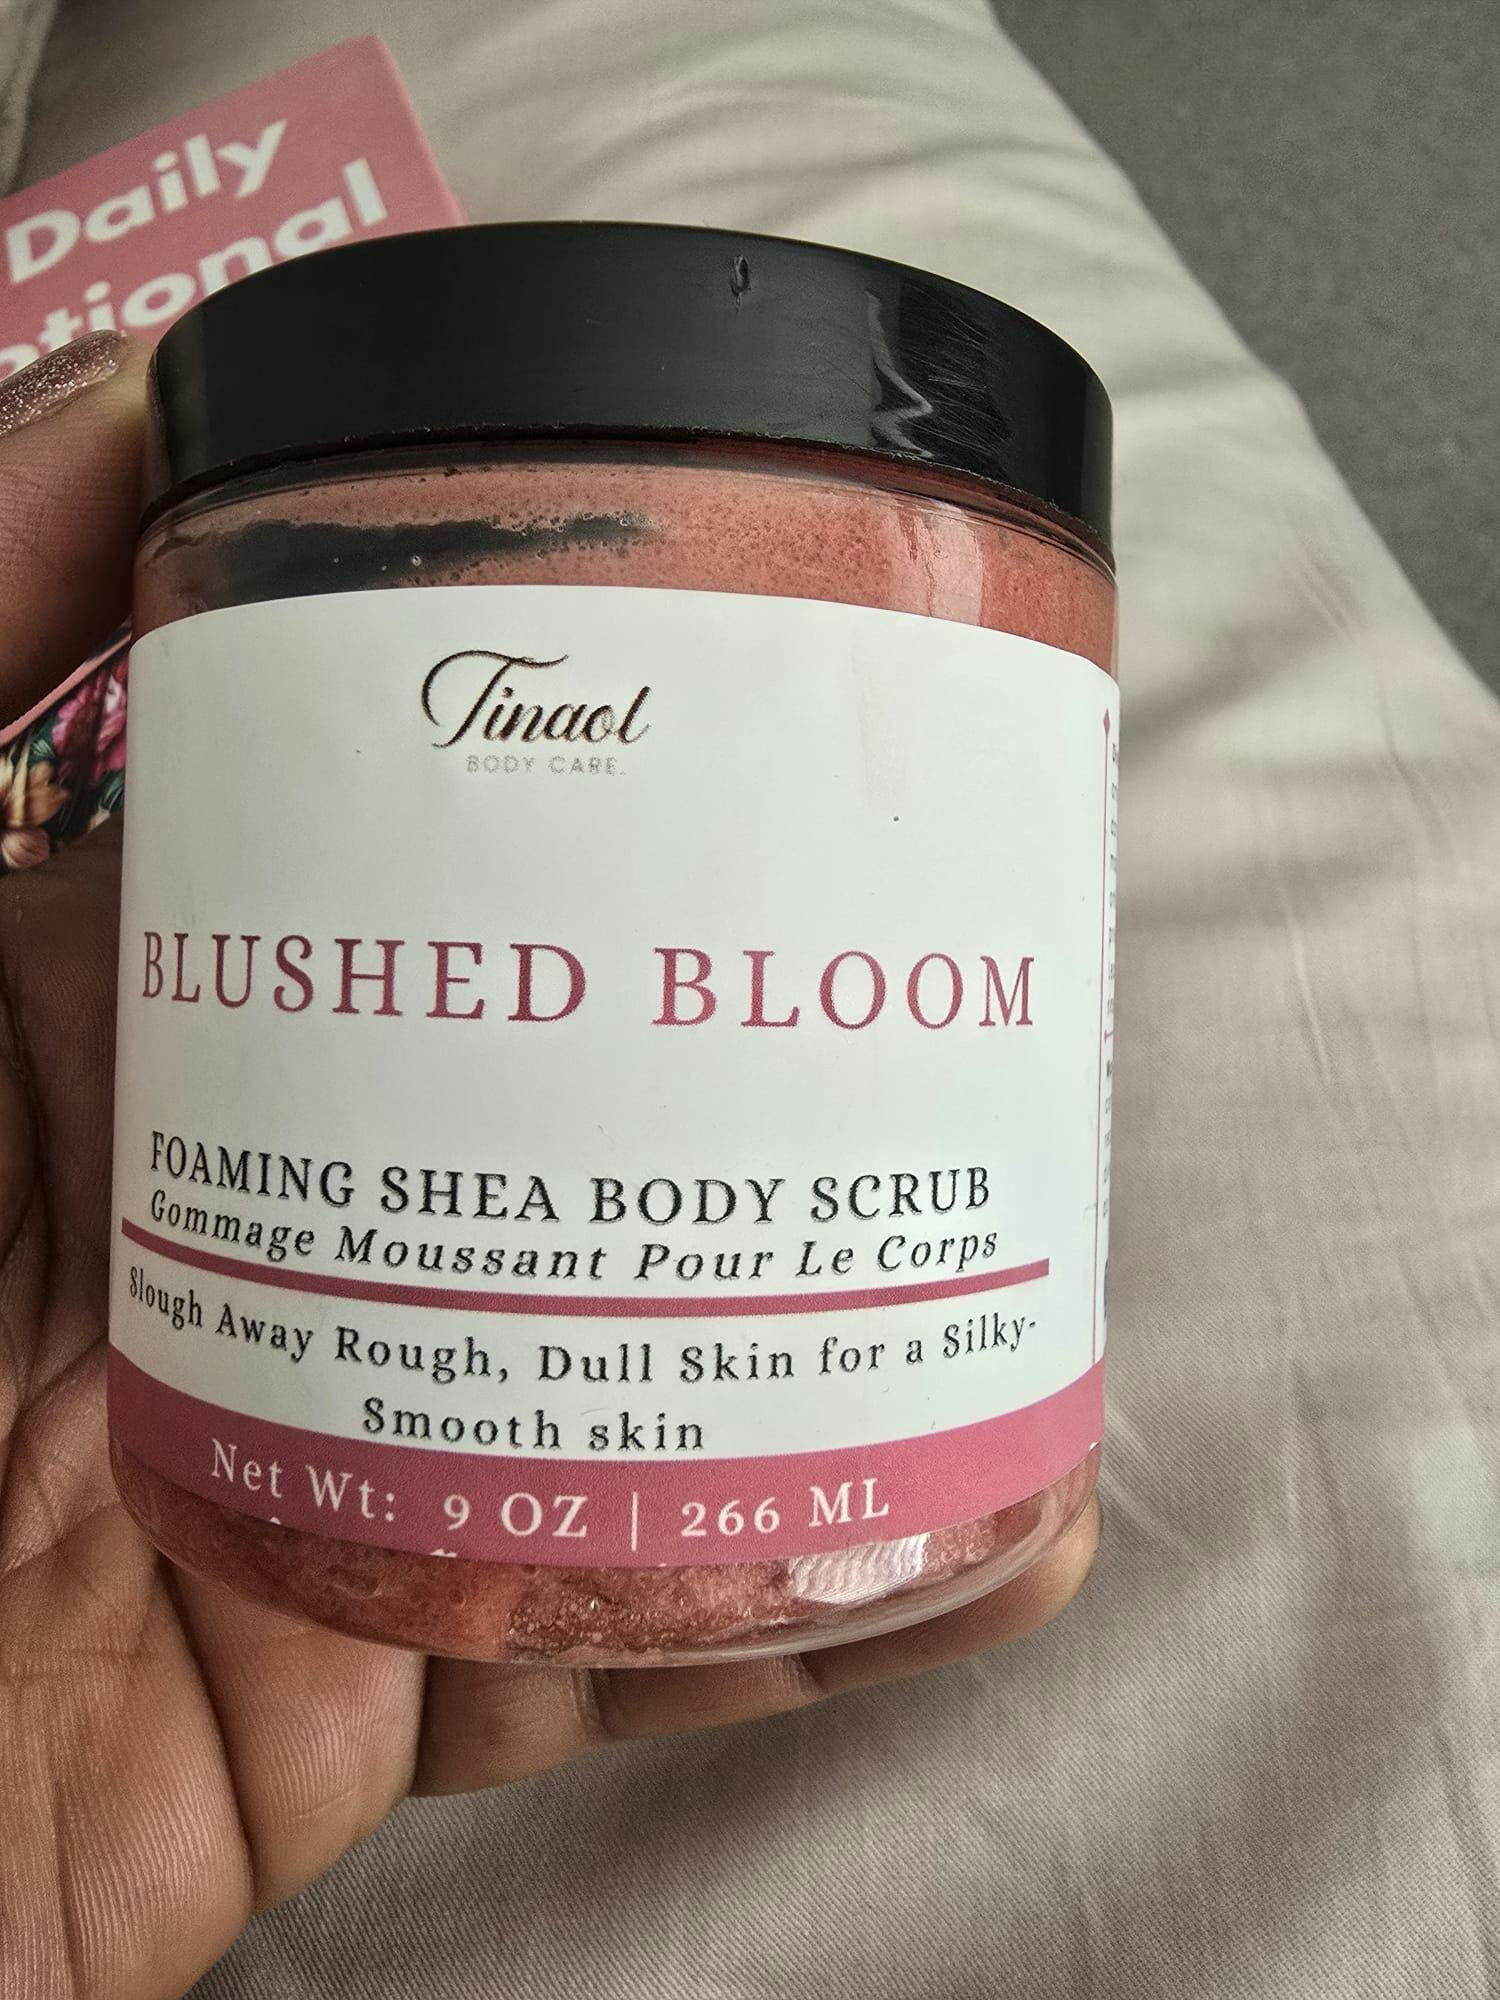 Daily
tional
Tinaol
BODY CARE.
BLUSHED BLOOM
FOAMING SHEA BODY SCRUB
Gommage Moussant Pour Le Corps
Slough Away Rough, Dull Skin for a Silky-
Smooth skin
Net Wt: 9 OZ | 266 ML